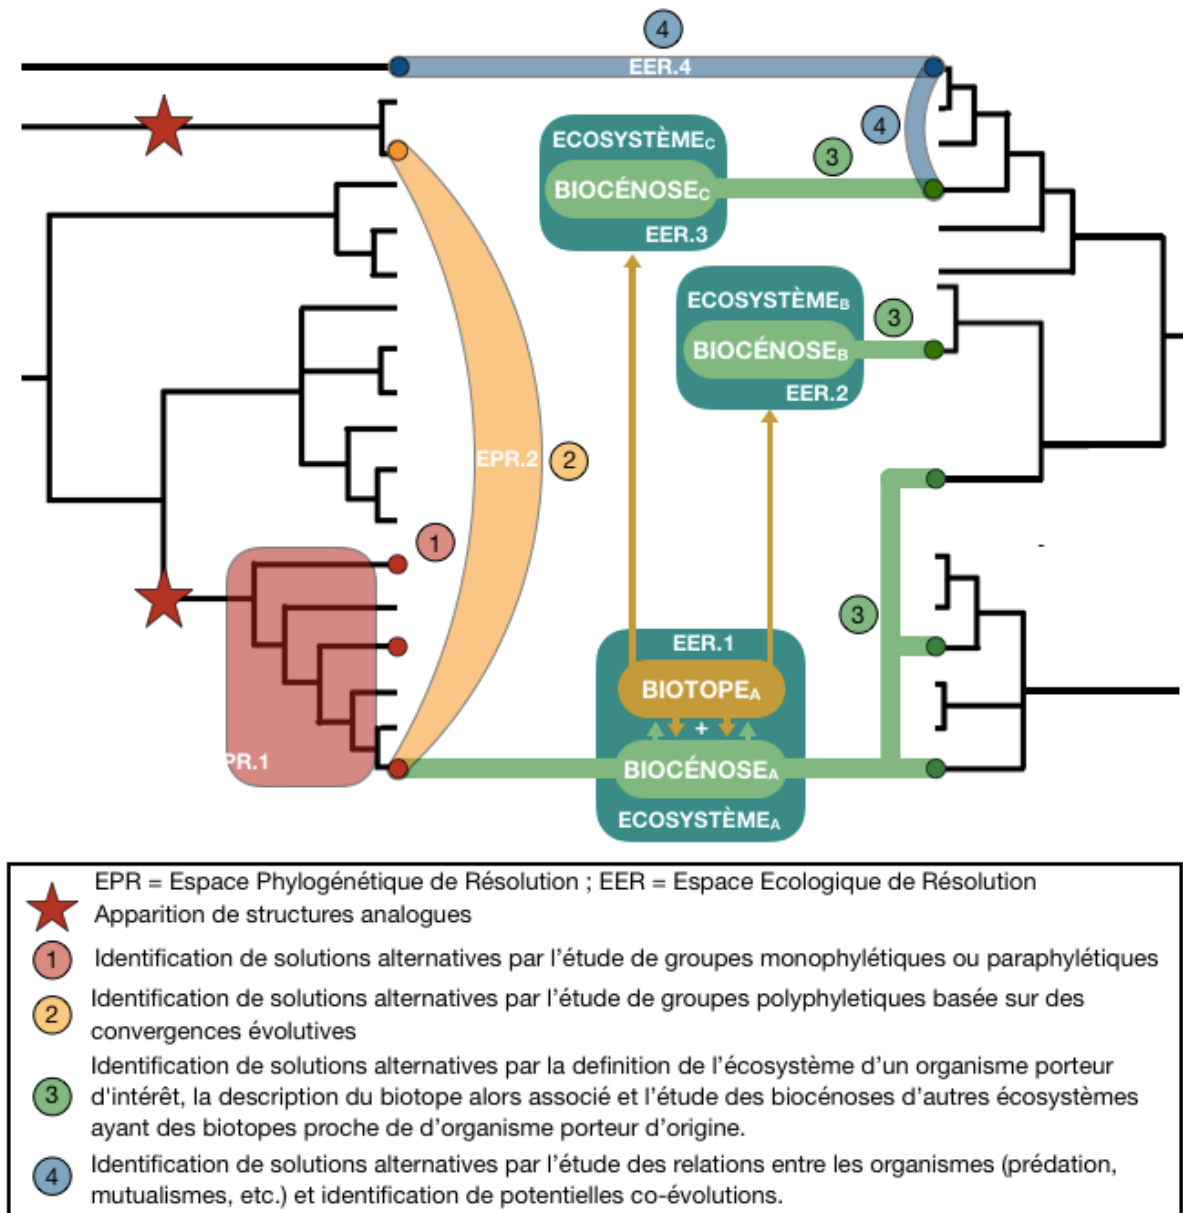 4
EER.4
4
ECOSYSTÈMEC
3
BIOCÉNOSEC
EER.3
ECOSYSTÈMEB
3
BIOCÉNOSEB
EER.2
EPR.2
2
1
3
EER.1
BIOTOPEA
+
PR.1
BIOCÉNOSEA
ECOSYSTÈMEA
EPR = Espace Phylogénétique de Résolution ; EER = Espace Ecologique de Résolution
Apparition de structures analogues
1 Identification de solutions alternatives par l'étude de groupes monophylétiques ou paraphylétiques
2 Identification de solutions alternatives par l'étude de groupes polyphyletiques basée sur des
convergences évolutives
Identification de solutions alternatives par la definition de l'écosystème d'un organisme porteur
3 d'intérêt, la description du biotope alors associé et l'étude des biocénoses d'autres écosystèmes
ayant des biotopes proche de d'organisme porteur d'origine.
4 Identification de solutions alternatives par l'étude des relations entre les organismes (prédation,
mutualismes, etc.) et identification de potentielles co-évolutions.